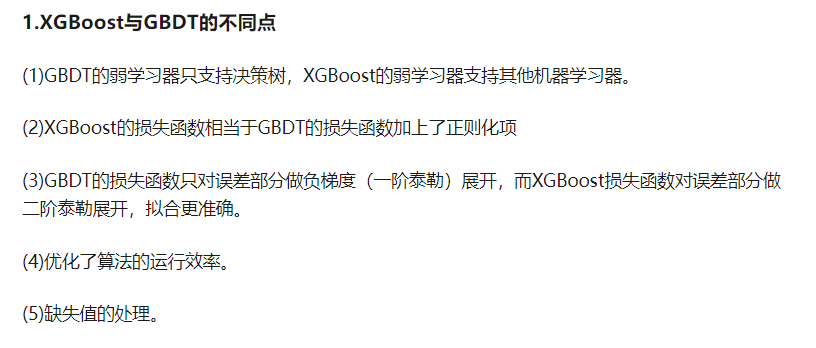 1.XGBoost与GBDT的不同点
(1)GBDT的弱学习器只支持决策树，XGBoost的弱学习器支持其他机器学习器。
(2)XGBoost的损失函数相当于GBDT的损失函数加上了正则化项
(3)GBDT的损失函数只对误差部分做负梯度（一阶泰勒）展开，而XGBoost损失函数对误差部分做
二阶泰勒展开，拟合更准确。
(4)优化了算法的运行效率。
(5)缺失值的处理。